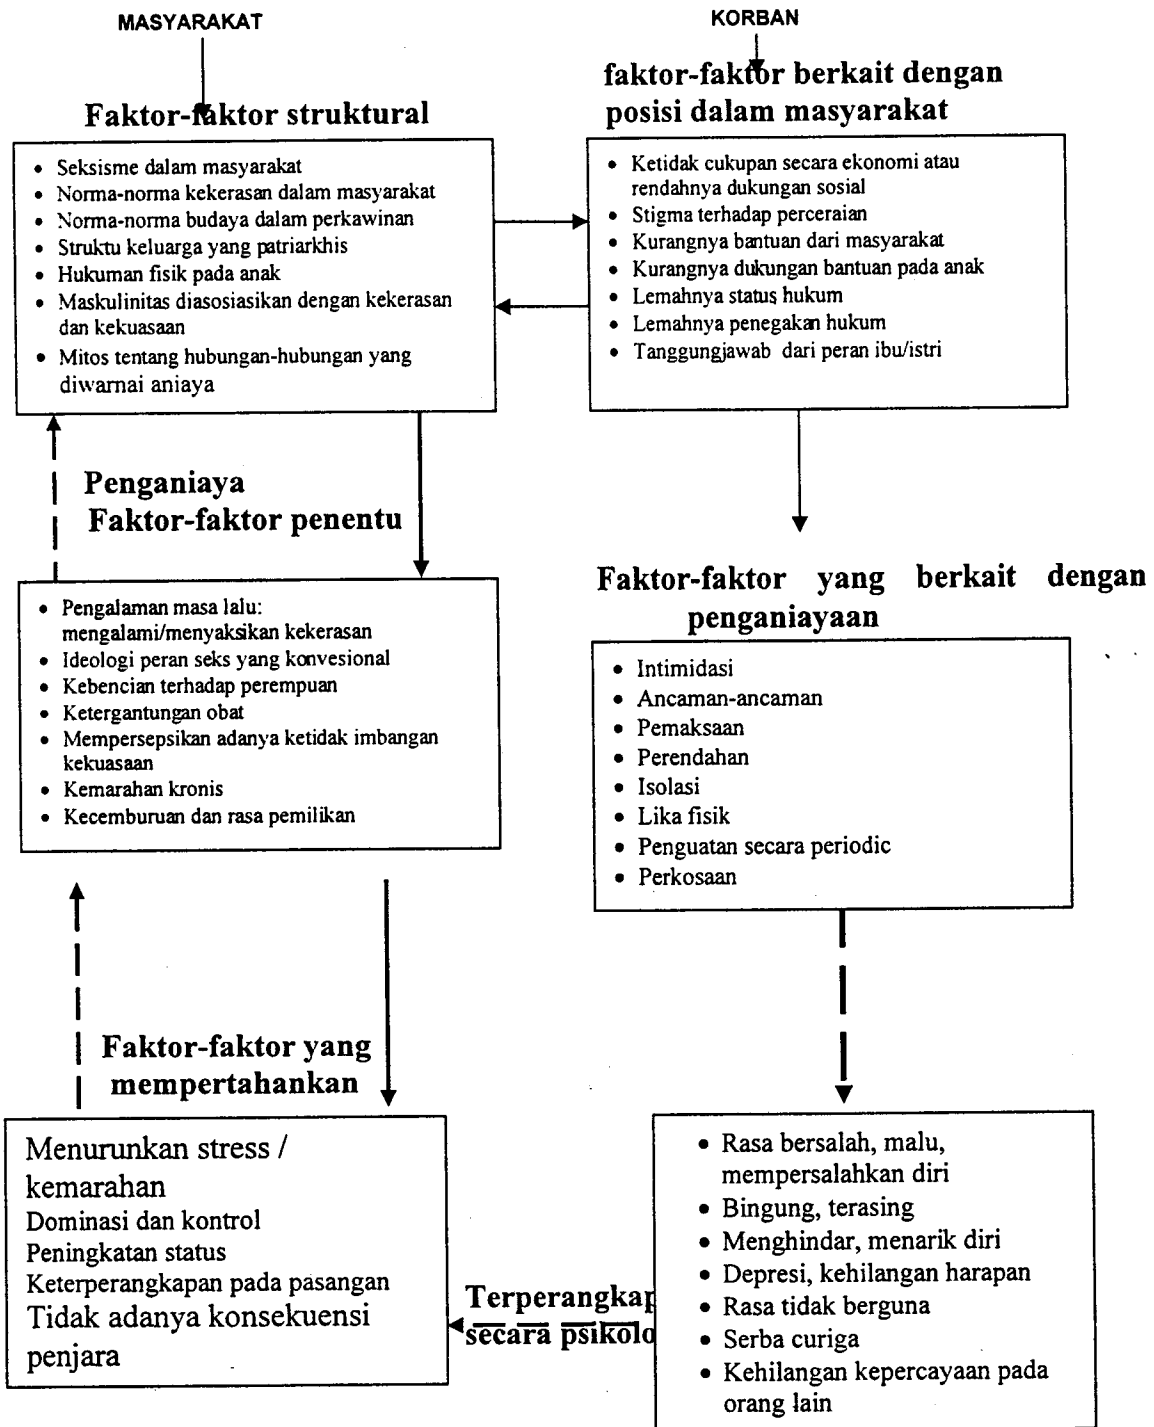 MASYARAKAT
Faktor-faktor struktural
• Seksisme dalam masyarakat
• Norma-norma kekerasan dalam masyarakat
• Norma-norma budaya dalam perkawinan
• Struktu keluarga yang patriarkhis
• Hukuman fisik pada anak
• Maskulinitas diasosiasikan dengan kekerasan
dan kekuasaan
• Mitos tentang hubungan-hubungan yang
diwarnai aniaya
KORBAN
faktor-faktor berkait dengan
posisi dalam masyarakat
• Ketidak cukupan secara ekonomi atau
rendahnya dukungan sosial
• Stigma terhadap perceraian
• Kurangnya bantuan dari masyarakat
• Kurangnya dukungan bantuan pada anak
• Lemahnya status hukum
• Lemahnya penegakan hukum
• Tanggungjawab dari peran ibu/istri
Penganiaya
Faktor-faktor penentu
• Pengalaman masa lalu:
mengalami/menyaksikan kekerasan
• Ideologi peran seks yang konvesional
• Kebencian terhadap perempuan
• Ketergantungan obat
• Mempersepsikan adanya ketidak imbangan
kekuasaan
• Kemarahan kronis
• Kecemburuan dan rasa pemilikan
Faktor-faktor yang berkait dengan
penganiayaan
• Intimidasi
• Ancaman-ancaman
• Pemaksaan
• Perendahan
• Isolasi
• Lika fisik
• Penguatan secara periodic
• Perkosaan
Faktor-faktor yang
mempertahankan
Menurunkan stress /
kemarahan
Dominasi dan kontrol
Peningkatan status
Keterperangkapan pada pasangan
Tidak adanya konsekuensi
penjara
Terperangkap
secara psikolo
• Rasa bersalah, malu,
mempersalahkan diri
• Bingung, terasing
• Menghindar, menarik diri
• Depresi, kehilangan harapan
• Rasa tidak berguna
• Serba curiga
• Kehilangan kepercayaan pada
orang lain